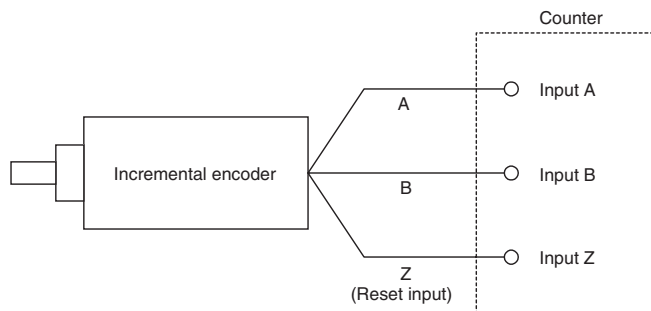 Counter
A
Input A
Incremental encoder
B
Input B
Z
(Reset input)
Input Z